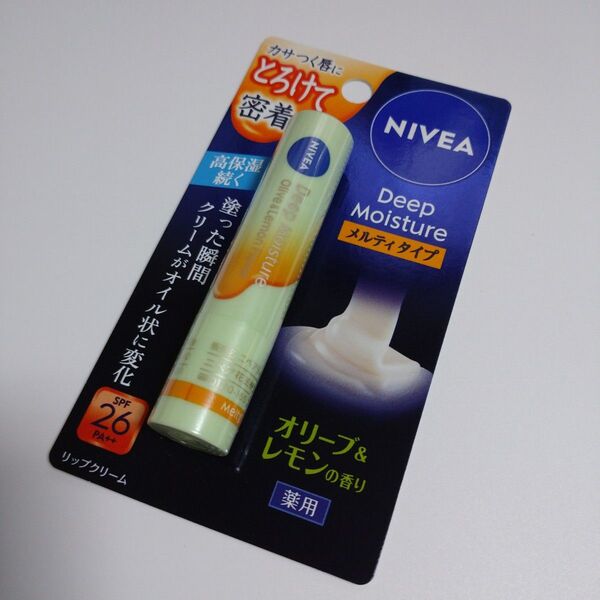 カサつく唇に
とろけて
密着
高保湿
続く
塗った瞬間
クリームがオイル状に変化
SPF
26
PA++
リップクリーム
NIVEA
Deep Moisture
Olive&Lemon
NIVEA
Deep
Moisture
メルティタイプ
オリーブ&
レモンの香り
薬用